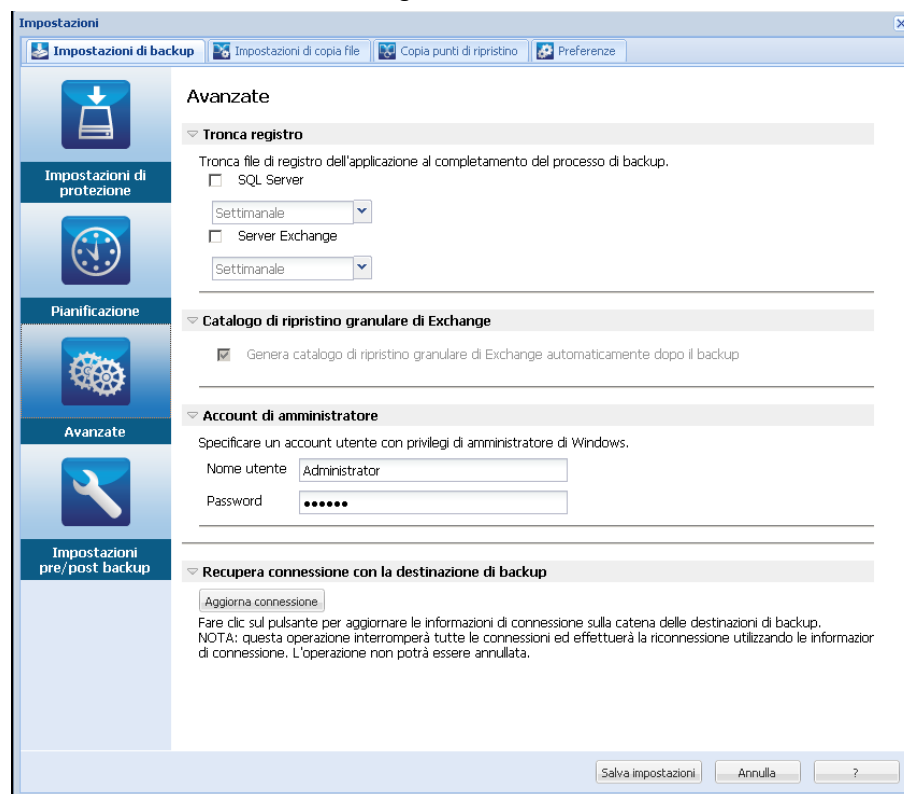 Impostazioni
Impostazioni di backup
Impostazioni di copia file
Copia punti di ripristino
Preferenze
Impostazioni di
protezione
Pianificazione
Avanzate
Impostazioni
pre/post backup
Avanzate
Tronca registro
Tronca file di registro dell'applicazione al completamento del processo di backup.
SQL Server
Settimanale
Server Exchange
Settimanale
Catalogo di ripristino granulare di Exchange
Genera catalogo di ripristino granulare di Exchange automaticamente dopo il backup
Account di amministratore
Specificare un account utente con privilegi di amministratore di Windows.
Nome utente Administrator
Password ••••••
Recupera connessione con la destinazione di backup
Aggiorna connessione
Fare clic sul pulsante per aggiornare le informazioni di connessione sulla catena delle destinazioni di backup.
NOTA: questa operazione interromperà tutte le connessioni ed effettuerà la riconnessione utilizzando le informazior
di connessione. L'operazione non potrà essere annullata.
Salva impostazioni Annulla ?